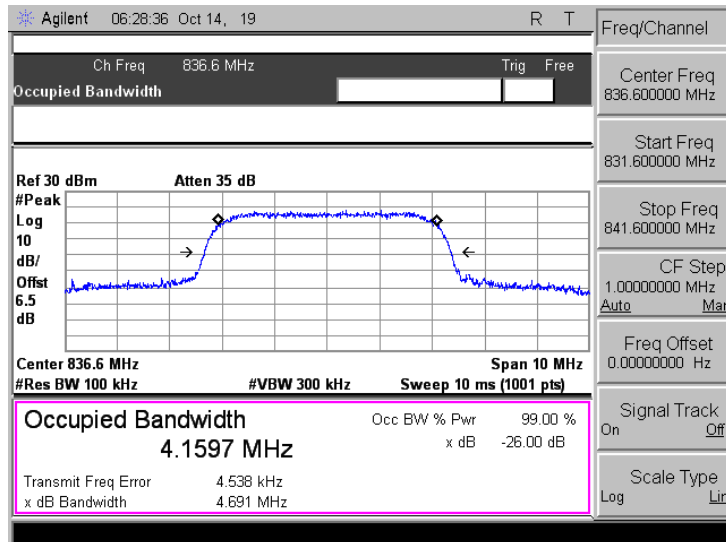 Agilent 06:28:36 Oct 14, 19 R T
Freq/Channel
Ch Freq 836.6 MHz Trig Free
Occupied Bandwidth
Center Freq
836.600000 MHz
Start Freq
831.600000 MHz
Stop Freq
841.600000 MHz
CF Step
1.00000000 MHz
Auto Man
Freq Offset
0.00000000 Hz
Signal Track
On Off
Scale Type
Log Lin
Ref 30 dBm Atten 35 dB
#Peak
Log
10
dB/
Offst
6.5
dB
Center 836.6 MHz Span 10 MHz
#Res BW 100 kHz #VBW 300 kHz Sweep 10 ms (1001 pts)
Occupied Bandwidth Occ BW % Pwr 99.00 %
4.1597 MHz x dB -26.00 dB
Transmit Freq Error 4.538 kHz
x dB Bandwidth 4.691 MHz